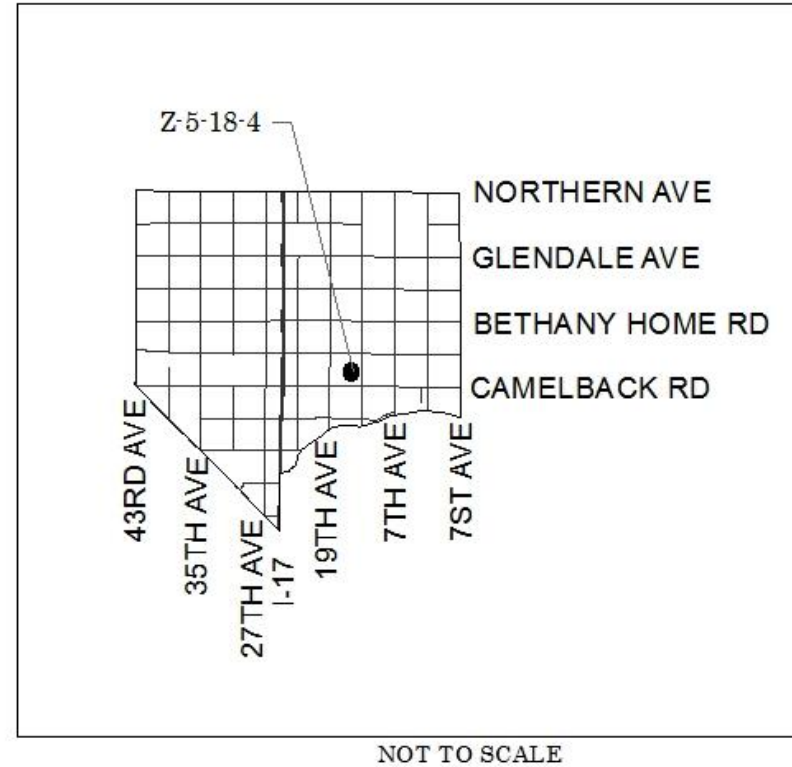 Z-5-18-4
NORTHERN AVE
GLENDALE AVE
BETHANY HOME RD
CAMELBACK RD
43RD AVE
35TH AVE
27TH AVE
I-17
19TH AVE
7TH AVE
7ST AVE
NOT TO SCALE